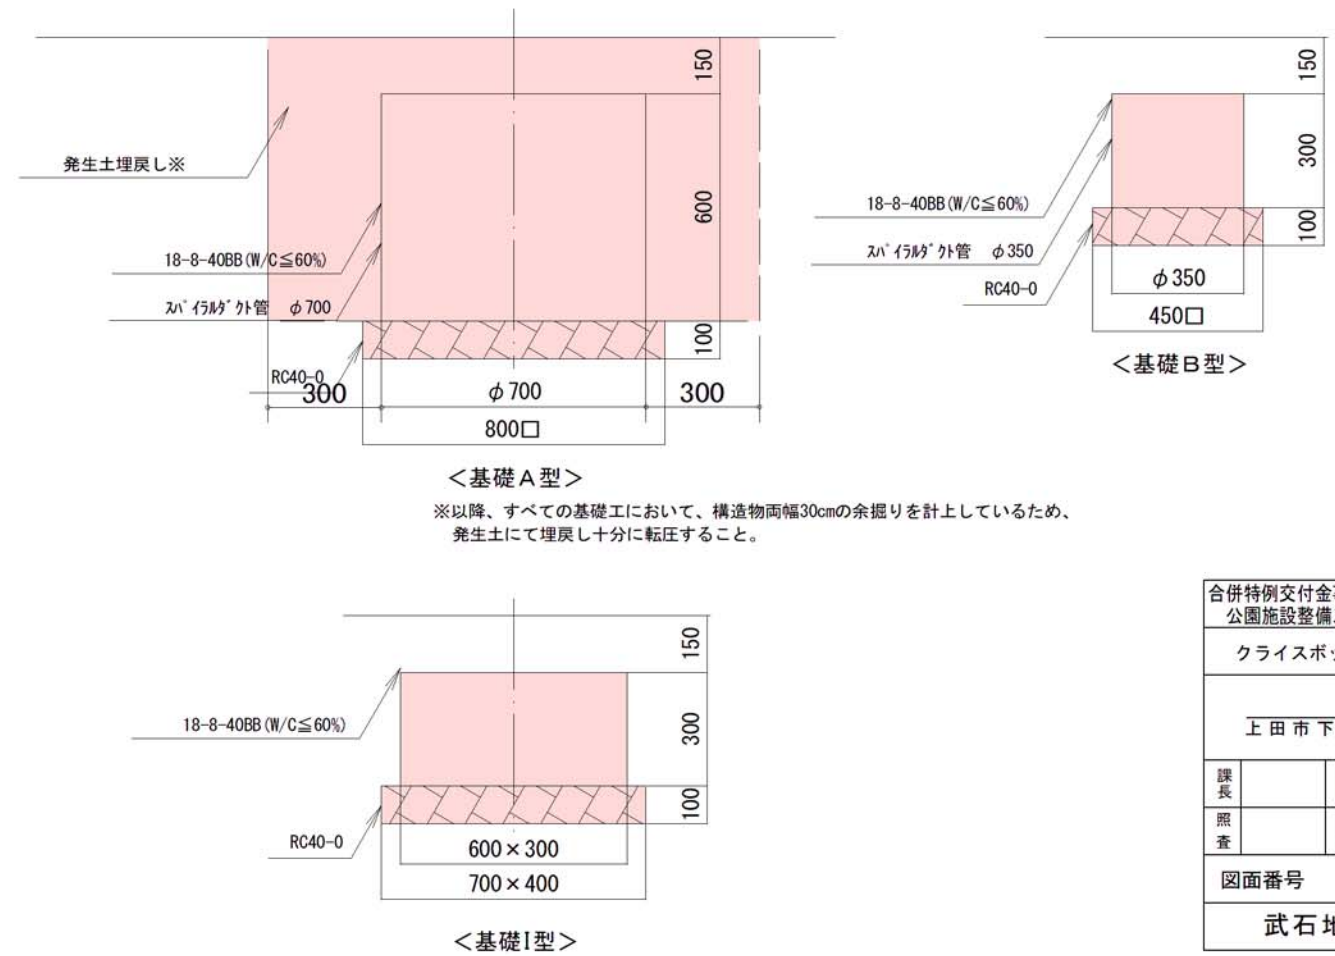 150
発生土埋戻し※
600
18-8-40BB(W/C≦60%)
ｽﾊﾟｲﾗﾙﾀﾞｸﾄ管 φ700
100
RC40-0
300
φ700
300
800□
＜基礎Ａ型＞
※以降、すべての基礎工において、構造物両幅30cmの余掘りを計上しているため、
発生土にて埋戻し十分に転圧すること。
150
300
18-8-40BB(W/C≦60%)
100
ｽﾊﾟｲﾗﾙﾀﾞｸﾄ管 φ350
RC40-0
φ350
450□
＜基礎Ｂ型＞
150
18-8-40BB(W/C≦60%)
300
100
RC40-0
600×300
700×400
＜基礎I型＞
合併特例交付金
公園施設整備
クライスボ
上田市下
課長
照査
図面番号
武石